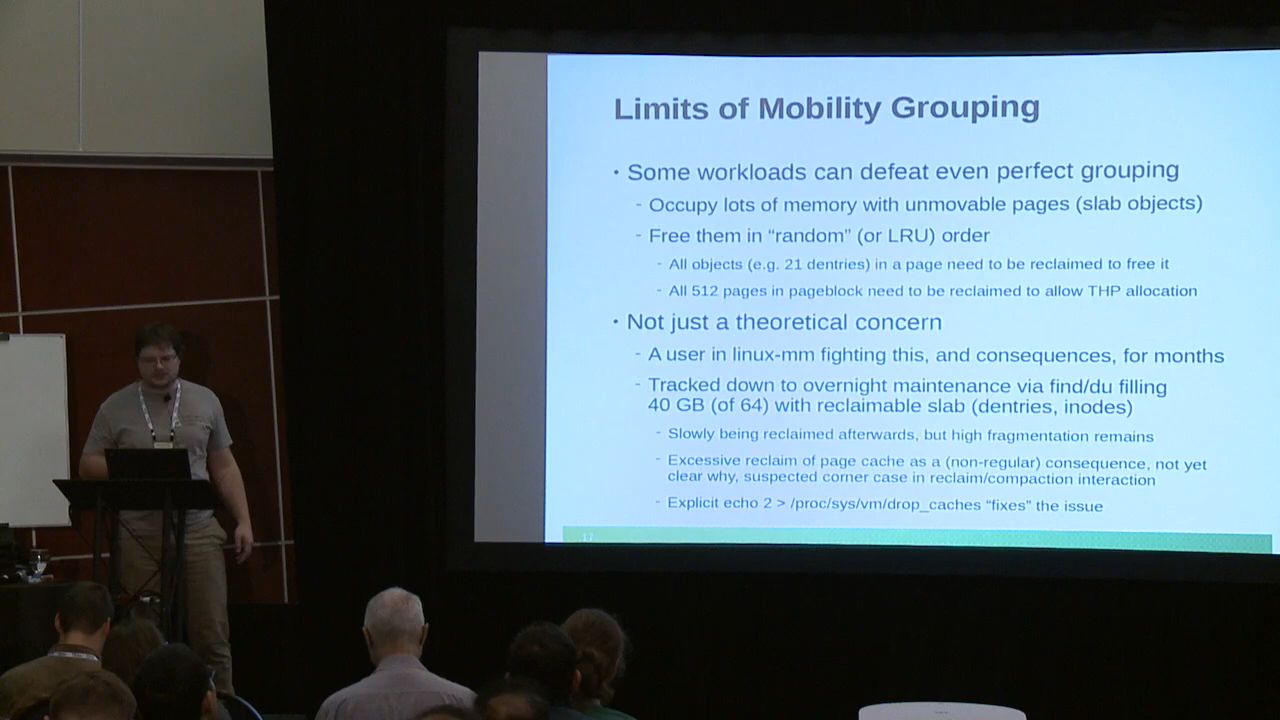 Limits of Mobility Grouping
· Some workloads can defeat even perfect grouping
- Occupy lots of memory with unmovable pages (slab objects)
- Free them in “random” (or LRU) order
- All objects (e.g. 21 dentries) in a page need to be reclaimed to free it
- All 512 pages in pageblock need to be reclaimed to allow THP allocation
· Not just a theoretical concern
- A user in linux-mm fighting this, and consequences, for months
- Tracked down to overnight maintenance via find/du filling
40 GB (of 64) with reclaimable slab (dentries, inodes)
- Slowly being reclaimed afterwards, but high fragmentation remains
- Excessive reclaim of page cache as a (non-regular) consequence, not yet
clear why, suspected corner case in reclaim/compaction interaction
- Explicit echo 2 > /proc/sys/vm/drop_caches “fixes” the issue
17